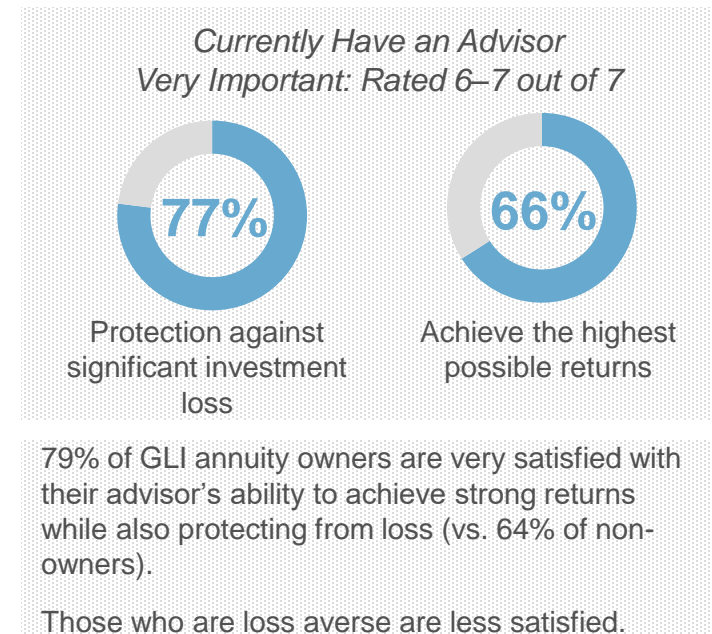 Currently Have an Advisor
Very Important: Rated 6–7 out of 7
77%
66%
Protection against
significant investment
loss
Achieve the highest
possible returns
79% of GLI annuity owners are very satisfied with
their advisor’s ability to achieve strong returns
while also protecting from loss (vs. 64% of non-
owners).
Those who are loss averse are less satisfied.